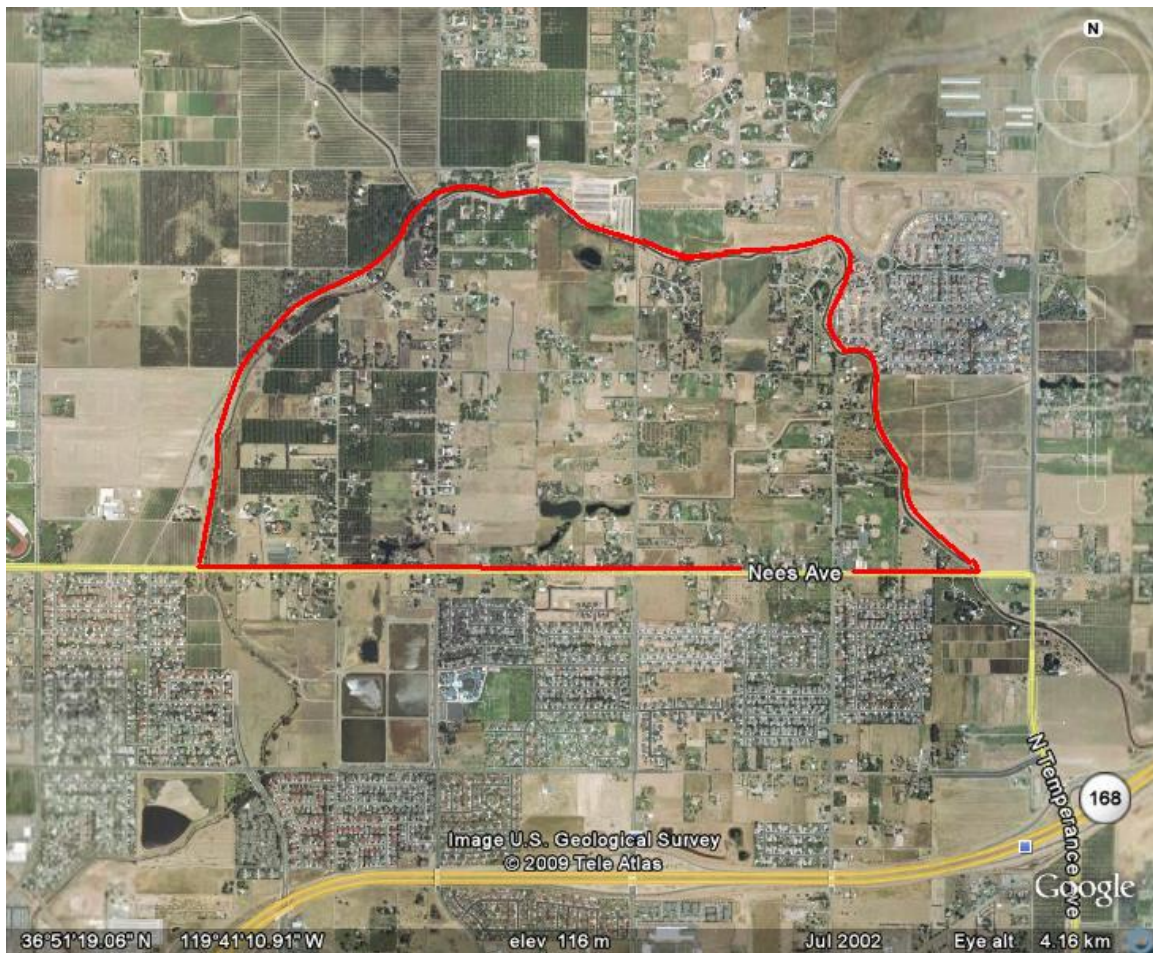 N
Nees Ave
N Temperance Ave
168
Image U.S. Geological Survey
© 2009 Tele Atlas
Google
36°51'19.06" N 119°41'10.91" W elev 116 m Jul 2002 Eye alt 4.16 km